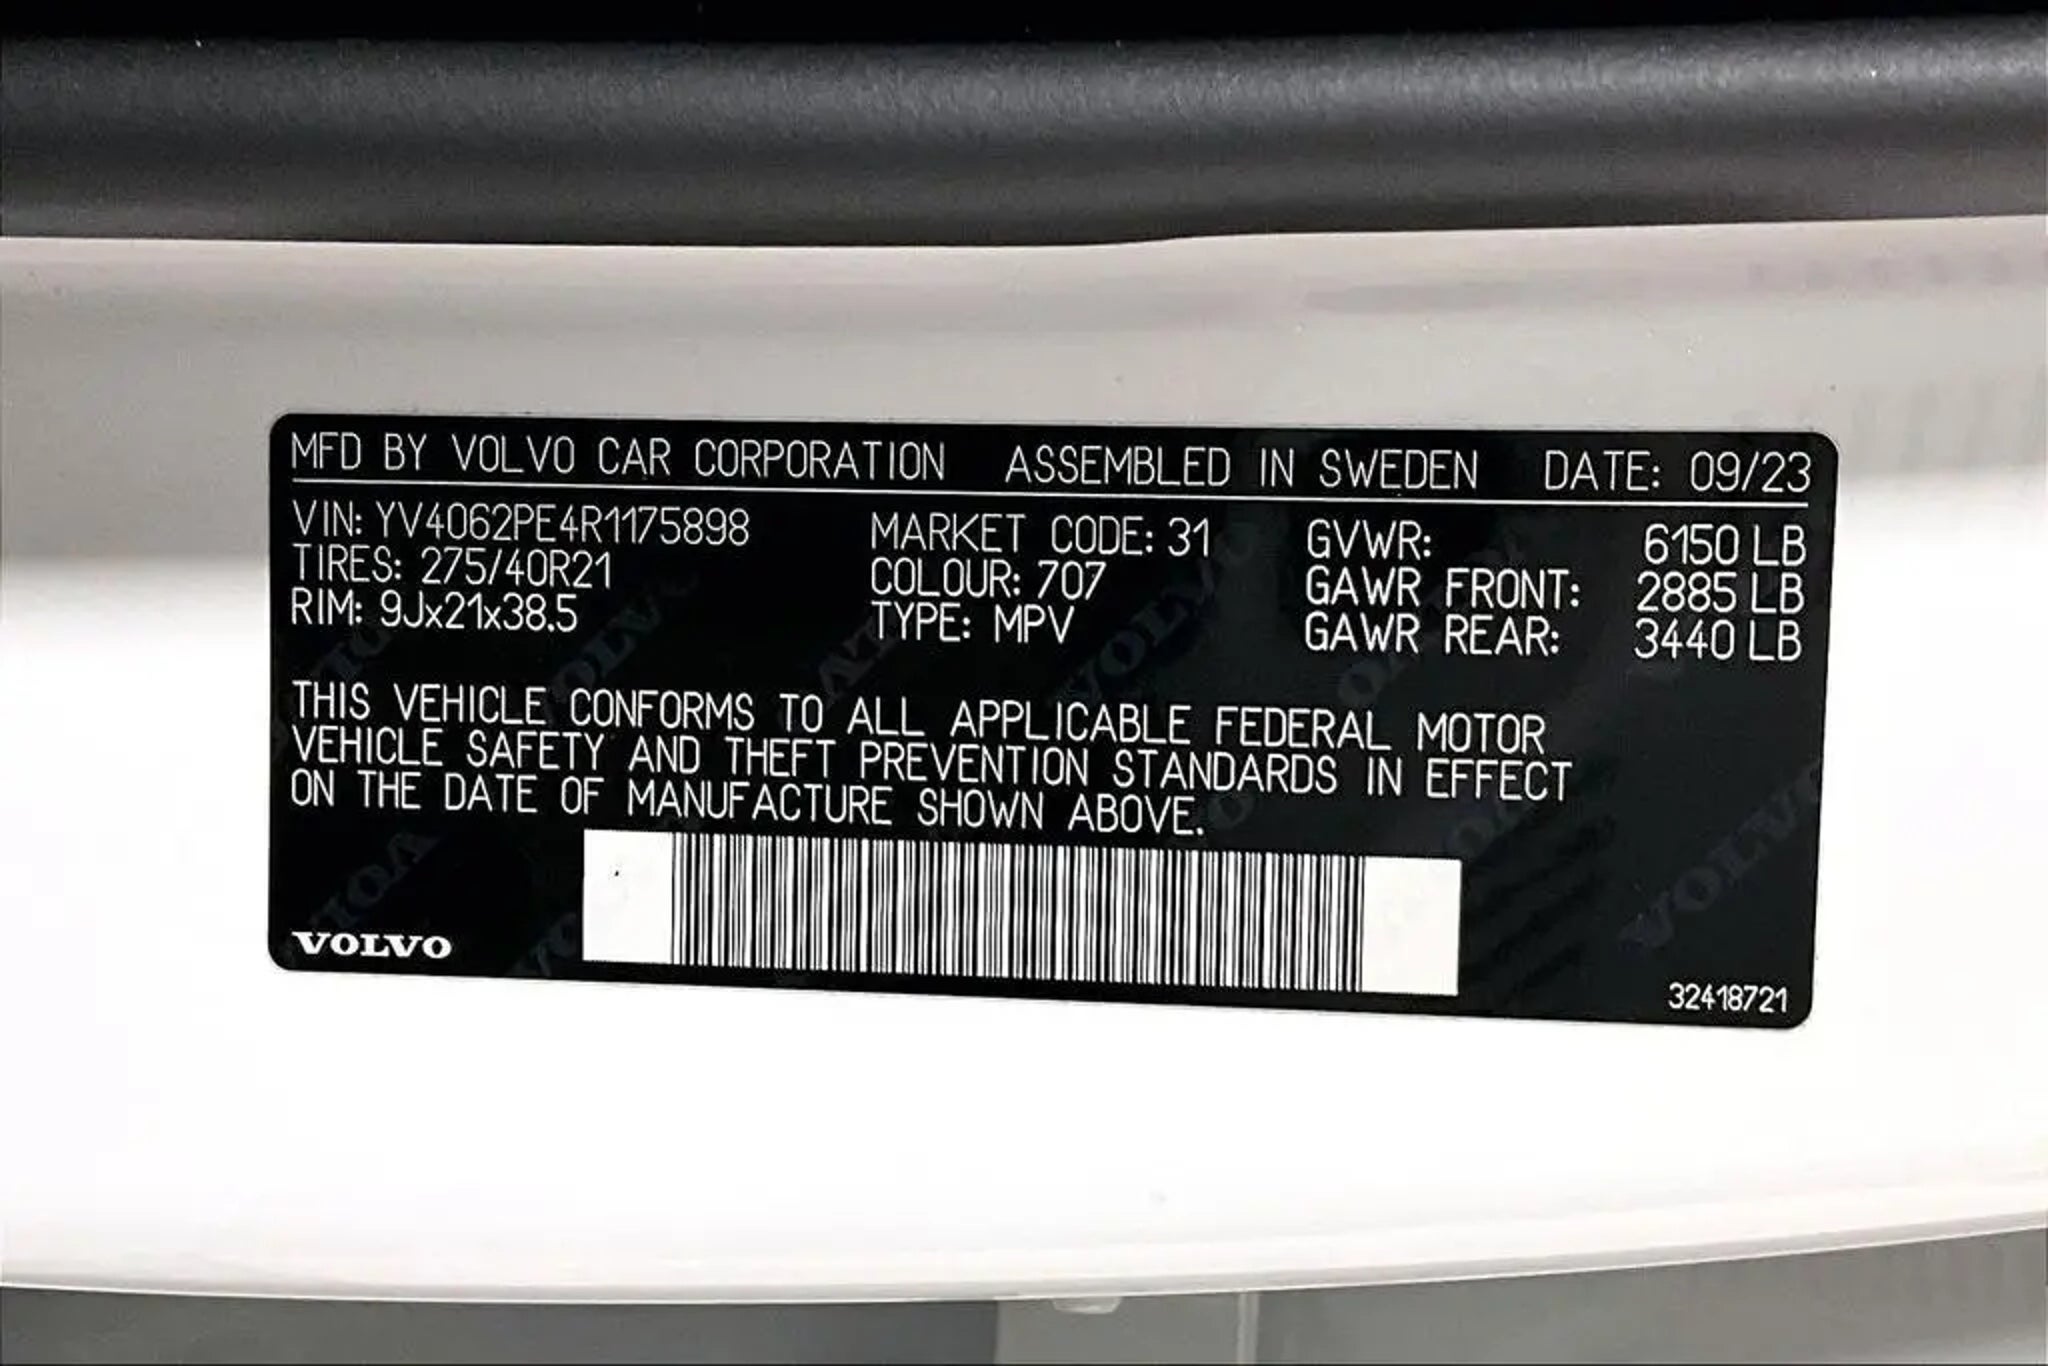 MFD BY VOLVO CAR CORPORATION ASSEMBLED IN SWEDEN DATE: 09/23
VIN: YV4062PE4R1175898 MARKET CODE: 31 GVWR: 6150 LB
TIRES: 275/40R21 COLOUR: 707 GAWR FRONT: 2885 LB
RIM: 9Jx21x38.5 TYPE: MPV GAWR REAR: 3440 LB
THIS VEHICLE CONFORMS TO ALL APPLICABLE FEDERAL MOTOR
VEHICLE SAFETY AND THEFT PREVENTION STANDARDS IN EFFECT
ON THE DATE OF MANUFACTURE SHOWN ABOVE.
VOLVO
32418721